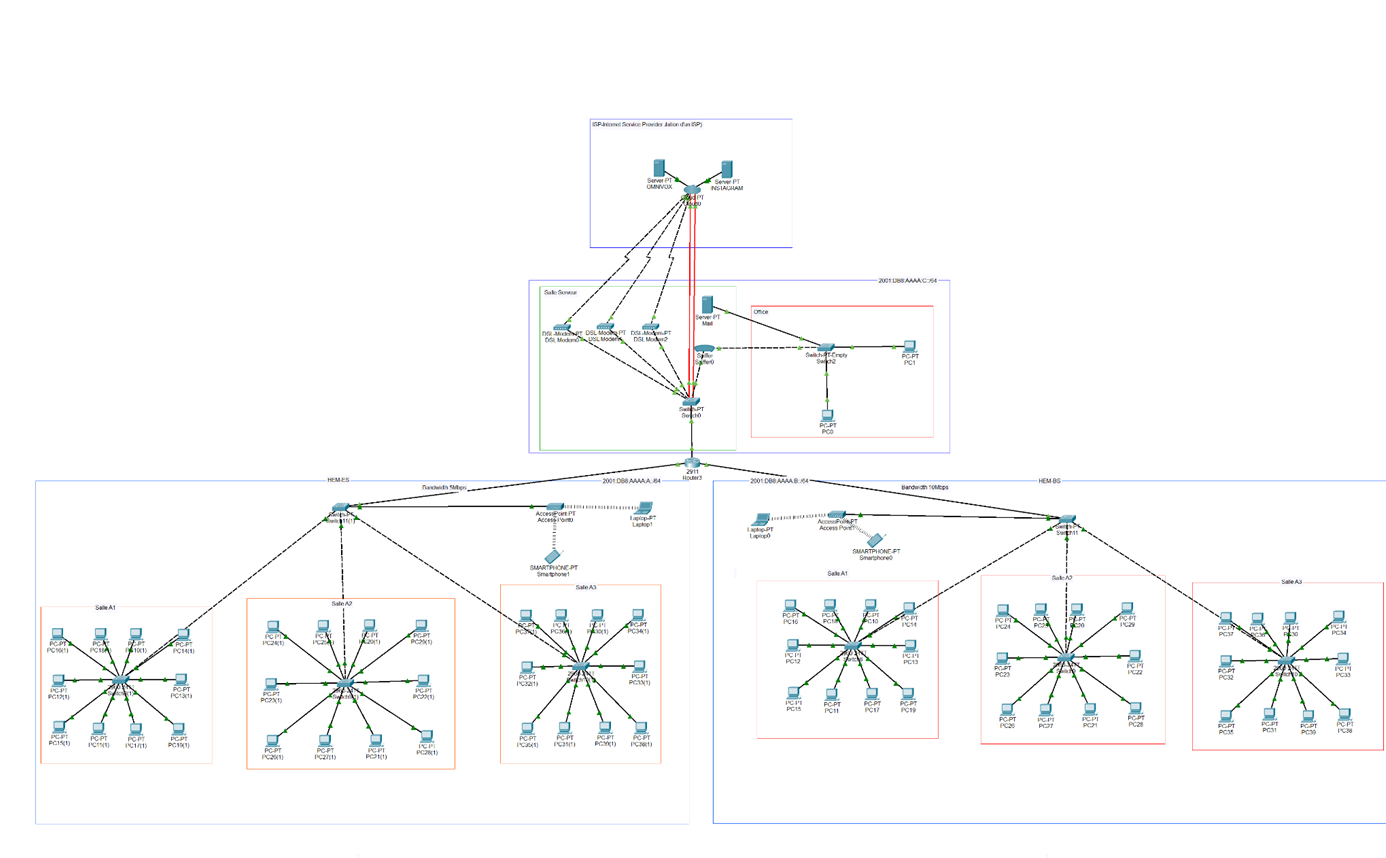 ISP-Internet Service Provider
Server-PT
OMNIVOX
Server-PT
INSTAGRAM
2001:DB8:AAAA:C::/64
Salle Serveur
Server-PT
Mail
Office
DSL-Modem-PT
DSL Modem0
DSL-Modem-PT
DSL-Modem-PT
DSL Modem2
Sniffer
Sniffer0
Switch-PT-Empty
Switch2
PC-PT
PC1
Switch-PT
Switch0
PC-PT
PC0
2911
Router3
HEM-ES
Bandwidth 5Mbps
2001:DB8:AAAA:A::/64
Switch-PT
Switch11(1)
AccessPoint-PT
Access Point0
Laptop-PT
Laptop1
SMARTPHONE-PT
Smartphone1
2001:DB8:AAAA:B::/64
Bandwidth 10Mbps
HEM-BS
Laptop-PT
Laptop0
AccessPoint-PT
Access Point1
SMARTPHONE-PT
Smartphone0
Switch-PT
Switch11
Salle A1
PC-PT
PC16(1)
PC-PT
PC-PT
PC10(1)
PC-PT
PC14(1)
PC-PT
PC12(1)
PC-PT
PC13(1)
PC-PT
PC15(1)
PC-PT
PC11(1)
PC-PT
PC17(1)
PC-PT
PC19(1)
Salle A2
PC-PT
PC24(1)
PC-PT
PC25(1)
PC-PT
PC20(1)
PC-PT
PC29(1)
PC-PT
PC23(1)
PC-PT
PC22(1)
PC-PT
PC26(1)
PC-PT
PC27(1)
PC-PT
PC21(1)
PC-PT
PC28(1)
Salle A3
PC-PT
PC37(1)
PC-PT
PC36(1)
PC-PT
PC30(1)
PC-PT
PC34(1)
PC-PT
PC32(1)
PC-PT
PC33(1)
PC-PT
PC35(1)
PC-PT
PC31(1)
PC-PT
PC39(1)
PC-PT
PC38(1)
Salle A1
PC-PT
PC16
PC-PT
PC18
PC-PT
PC10
PC-PT
PC14
PC-PT
PC12
PC-PT
PC13
PC-PT
PC15
PC-PT
PC11
PC-PT
PC17
PC-PT
PC19
Salle A2
PC-PT
PC24
PC-PT
PC25
PC-PT
PC20
PC-PT
PC29
PC-PT
PC23
PC-PT
PC22
PC-PT
PC26
PC-PT
PC27
PC-PT
PC21
PC-PT
PC28
Salle A3
PC-PT
PC37
PC-PT
PC36
PC-PT
PC30
PC-PT
PC34
PC-PT
PC32
PC-PT
PC33
PC-PT
PC35
PC-PT
PC31
PC-PT
PC39
PC-PT
PC38